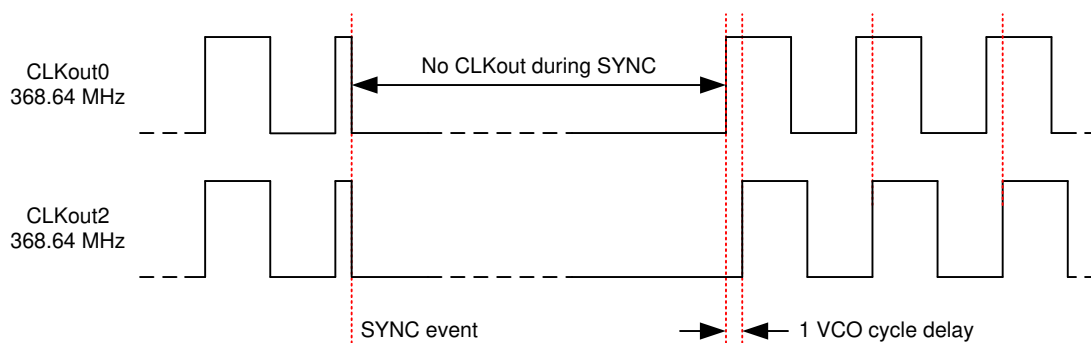 CLKout0
368.64 MHz
No CLKout during SYNC
CLKout2
368.64 MHz
SYNC event
1 VCO cycle delay